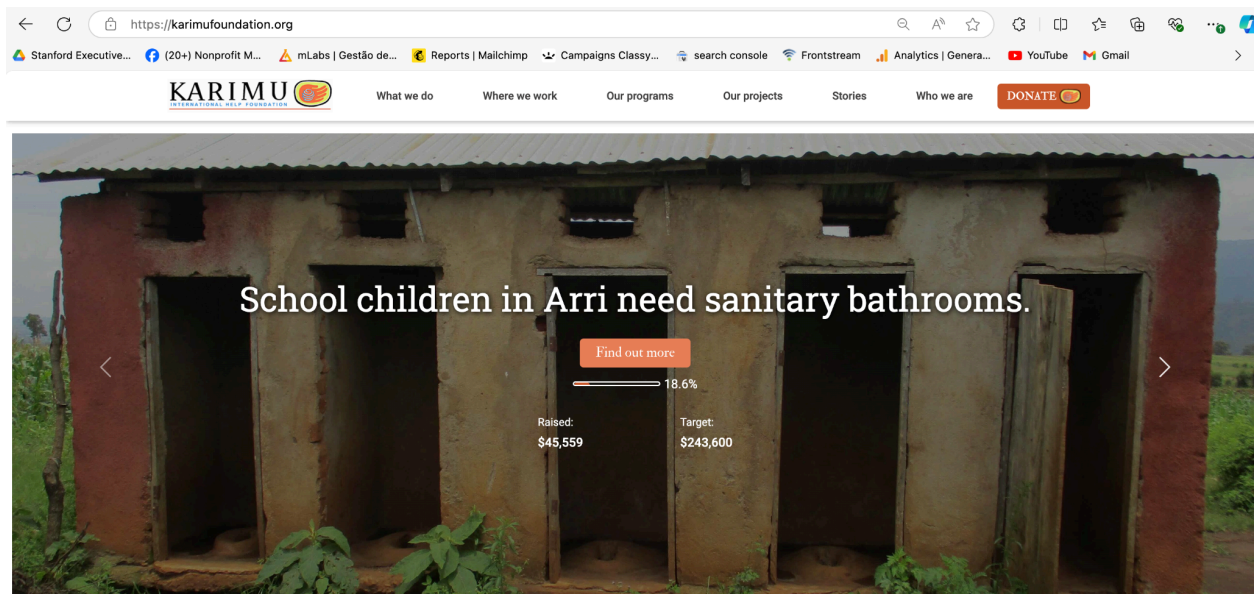 https://karimufoundation.org
Stanford Executive... (20+) Nonprofit M... mLabs | Gestão de... Reports | Mailchimp Campaigns Classy... search console Frontstream Analytics | Genera... YouTube Gmail
KARIMU
INTERNATIONAL HELP FOUNDATION
What we do Where we work Our programs Our projects Stories Who we are DONATE
School children in Arri need sanitary bathrooms.
Find out more
18.6%
Raised: Target:
$45,559 $243,600